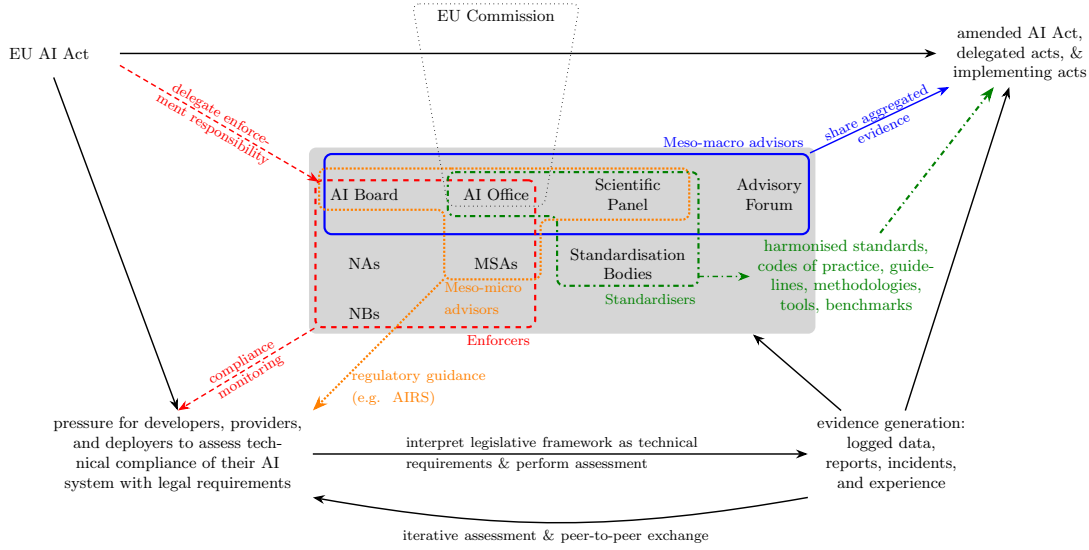 EU Commission
EU AI Act
amended AI Act,
delegated acts, &
implementing acts
delegate enforce-
ment responsibility
share aggregated
evidence
Meso-macro advisors
AI Board
AI Office
Scientific
Panel
Advisory
Forum
NAs
MSAs
Standardisation
Bodies
harmonised standards,
codes of practice, guide-
lines, methodologies,
tools, benchmarks
Meso-micro
advisors
Standardisers
NBs
Enforcers
compliance
monitoring
regulatory guidance
(e.g. AIRS)
pressure for developers, providers,
and deployers to assess tech-
nical compliance of their AI
system with legal requirements
interpret legislative framework as technical
requirements & perform assessment
evidence generation:
logged data,
reports, incidents,
and experience
iterative assessment & peer-to-peer exchange